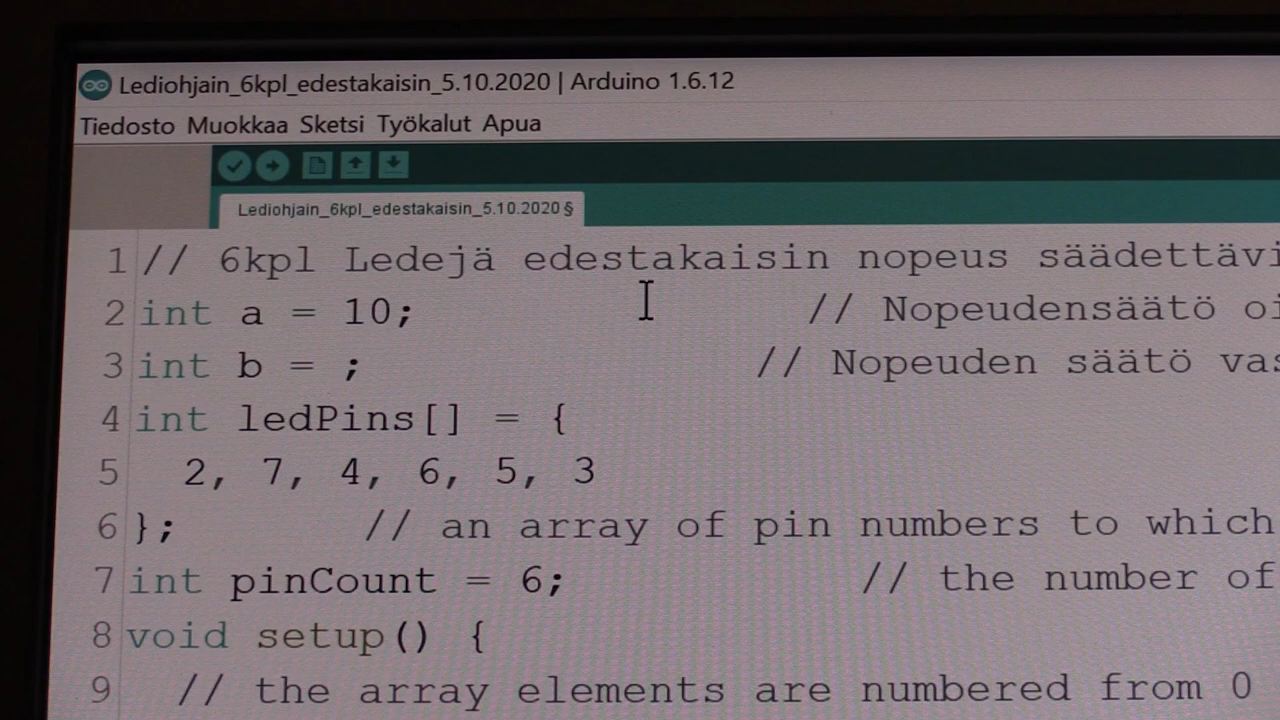 Lediohjain_6kpl_edestakaisin_5.10.2020 | Arduino 1.6.12
Tiedosto Muokkaa Sketsi Työkalut Apua
Lediohjain_6kpl_edestakaisin_5.10.2020 §
1 // 6kpl Ledejä edestakaisin nopeus säädettävi
2 int a = 10; // Nopeudensäätö oi
3 int b = ; // Nopeuden säätö vas
4 int ledPins[] = {
5 2, 7, 4, 6, 5, 3
6 }; // an array of pin numbers to which
7 int pinCount = 6; // the number of
8 void setup() {
9 // the array elements are numbered from 0